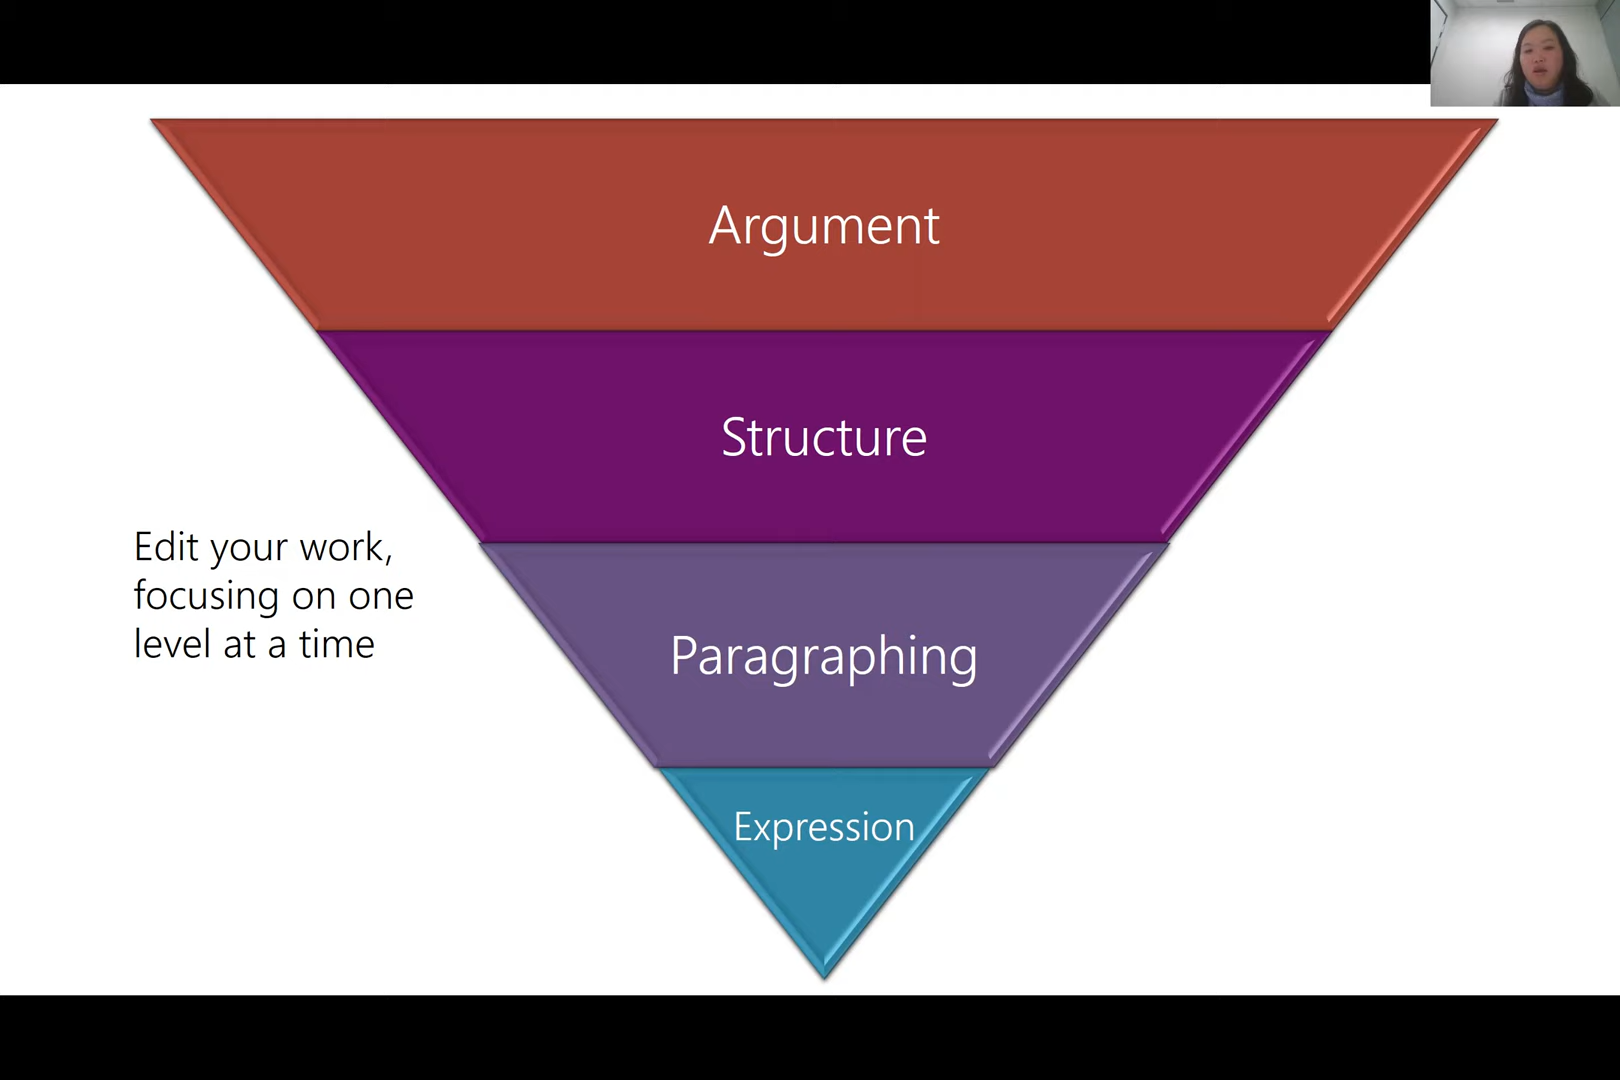 Argument
Structure
Edit your work,
focusing on one
level at a time
Paragraphing
Expression